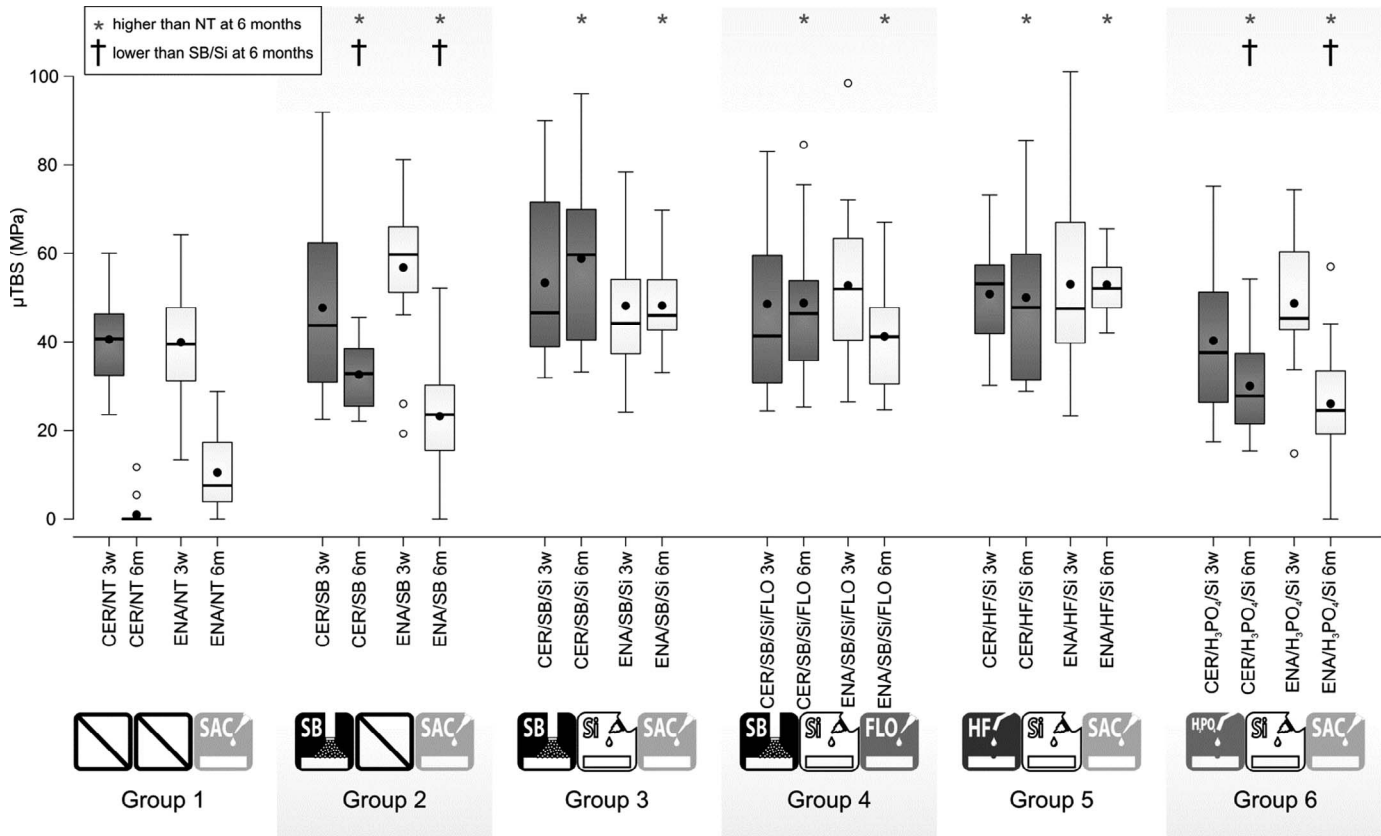 * higher than NT at 6 months
† lower than SB/Si at 6 months
* * * * * * * * * *
† † † †
µTBS (MPa)
100
80
60
40
20
0
CER/NT 3w
CER/NT 6m
ENA/NT 3w
ENA/NT 6m
CER/SB 3w
CER/SB 6m
ENA/SB 3w
ENA/SB 6m
CER/SB/Si 3w
CER/SB/Si 6m
ENA/SB/Si 3w
ENA/SB/Si 6m
CER/SB/Si/FLO 3w
CER/SB/Si/FLO 6m
ENA/SB/Si/FLO 3w
ENA/SB/Si/FLO 6m
CER/HF/Si 3w
CER/HF/Si 6m
ENA/HF/Si 3w
ENA/HF/Si 6m
CER/H₃PO₄/Si 3w
CER/H₃PO₄/Si 6m
ENA/H₃PO₄/Si 3w
ENA/H₃PO₄/Si 6m
SAC
SB
SAC
SB
Si
SAC
SB
Si
FLO
HF
Si
SAC
H₃PO₄
Si
SAC
Group 1
Group 2
Group 3
Group 4
Group 5
Group 6